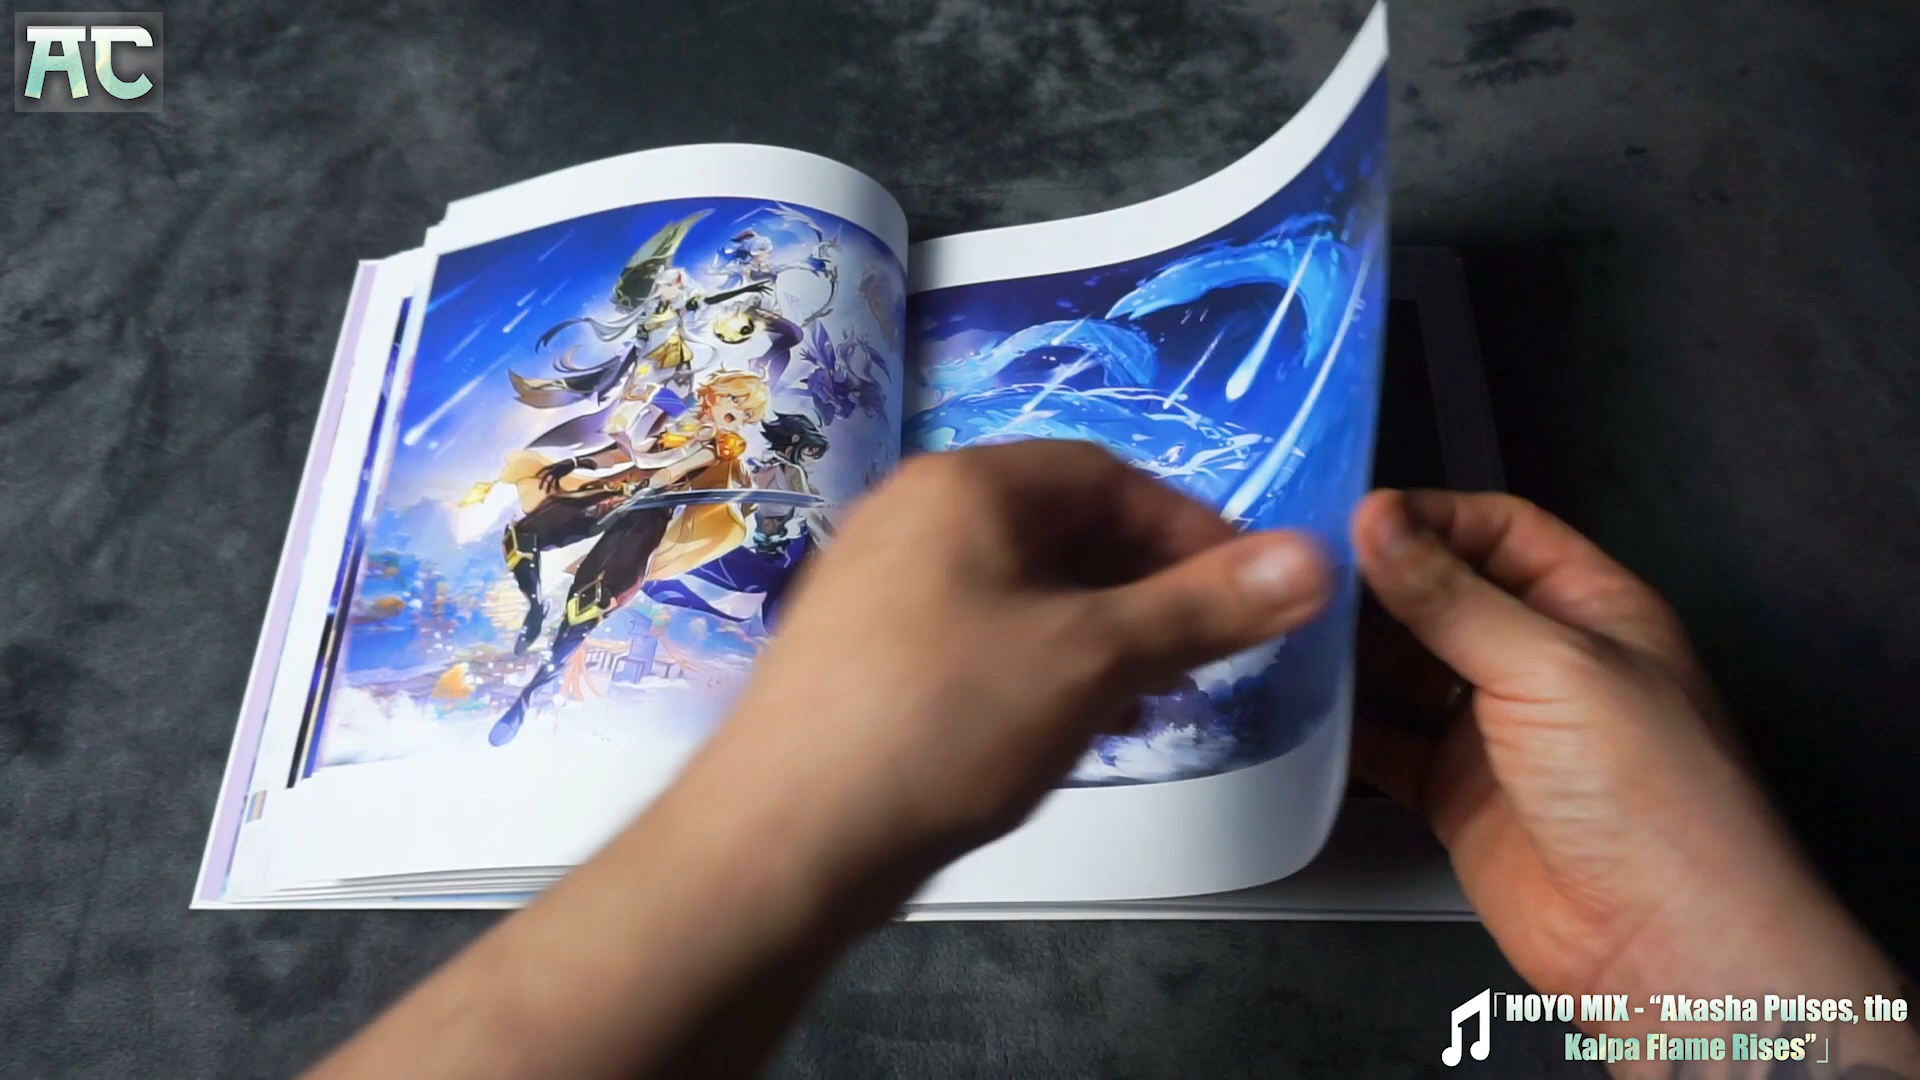 AC
「HOYO MIX - “Akasha Pulses, the
Kalpa Flame Rises”」